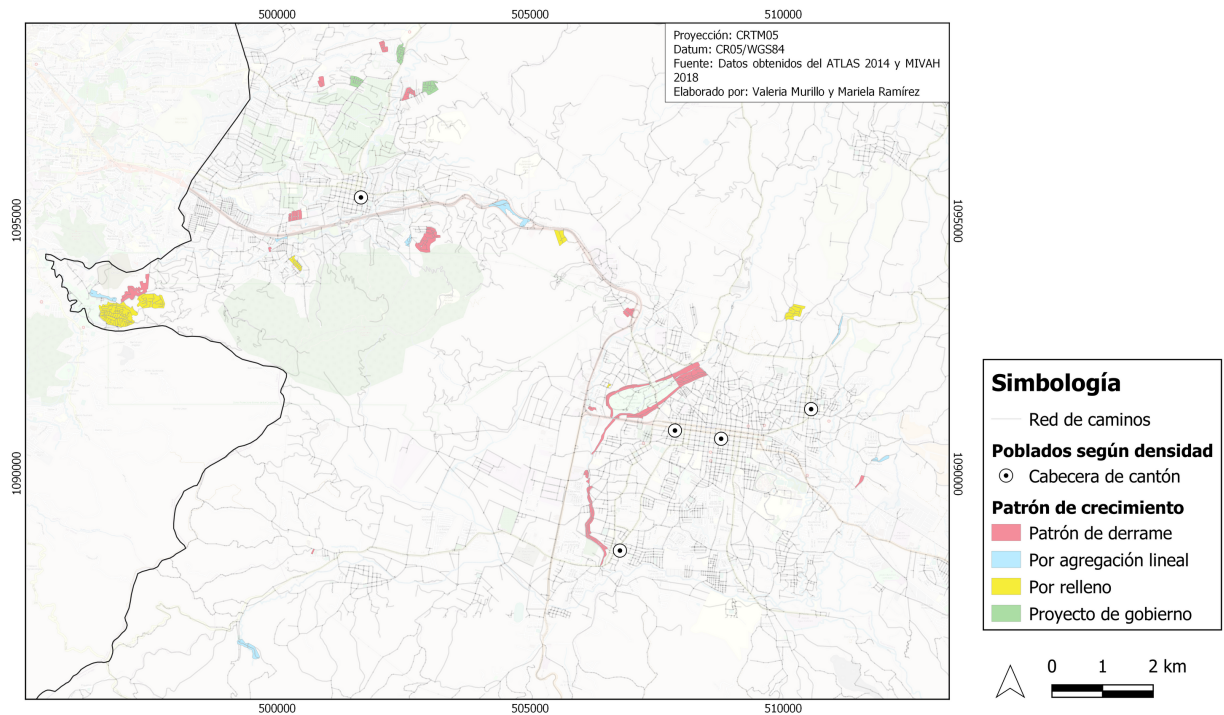 500000
505000
510000
Proyección: CRTM05
Datum: CR05/WGS84
Fuente: Datos obtenidos del ATLAS 2014 y MIVAH
2018
Elaborado por: Valeria Murillo y Mariela Ramírez
1095000
1095000
1090000
1090000
500000
505000
510000
Simbología
Red de caminos
Poblados según densidad
Cabecera de cantón
Patrón de crecimiento
Patrón de derrame
Por agregación lineal
Por relleno
Proyecto de gobierno
0 1 2 km